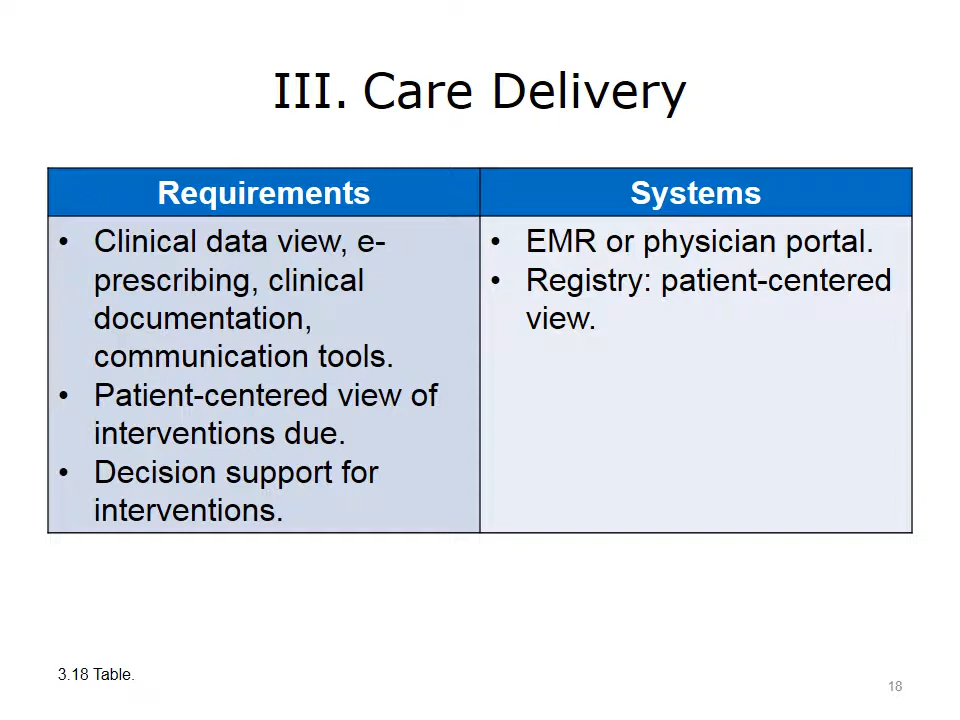 III. Care Delivery
Requirements
Systems
• Clinical data view, e-
prescribing, clinical
documentation,
communication tools.
• Patient-centered view of
interventions due.
• Decision support for
interventions.
• EMR or physician portal.
• Registry: patient-centered
view.
3.18 Table.
18